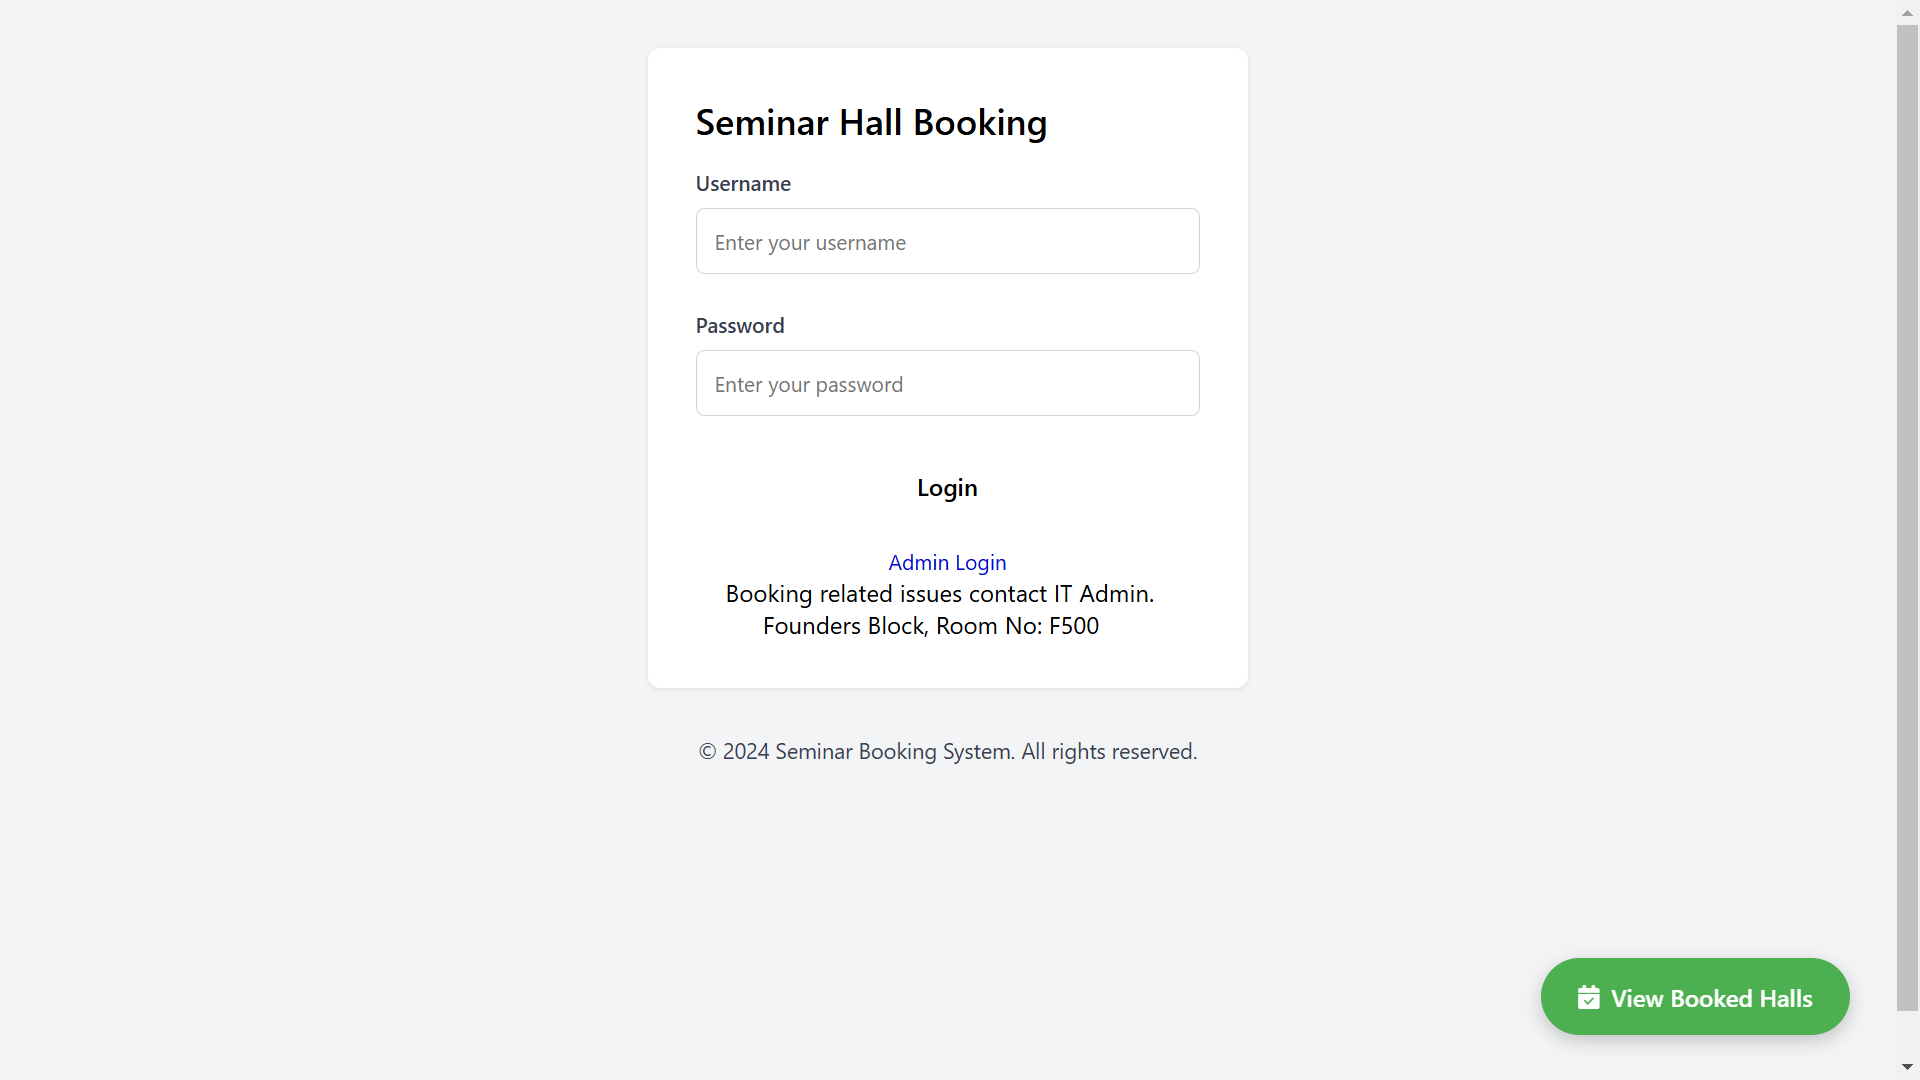 Seminar Hall Booking
Username
Enter your username
Password
Enter your password
Login
Admin Login
Booking related issues contact IT Admin.
Founders Block, Room No: F500
© 2024 Seminar Booking System. All rights reserved.
View Booked Halls